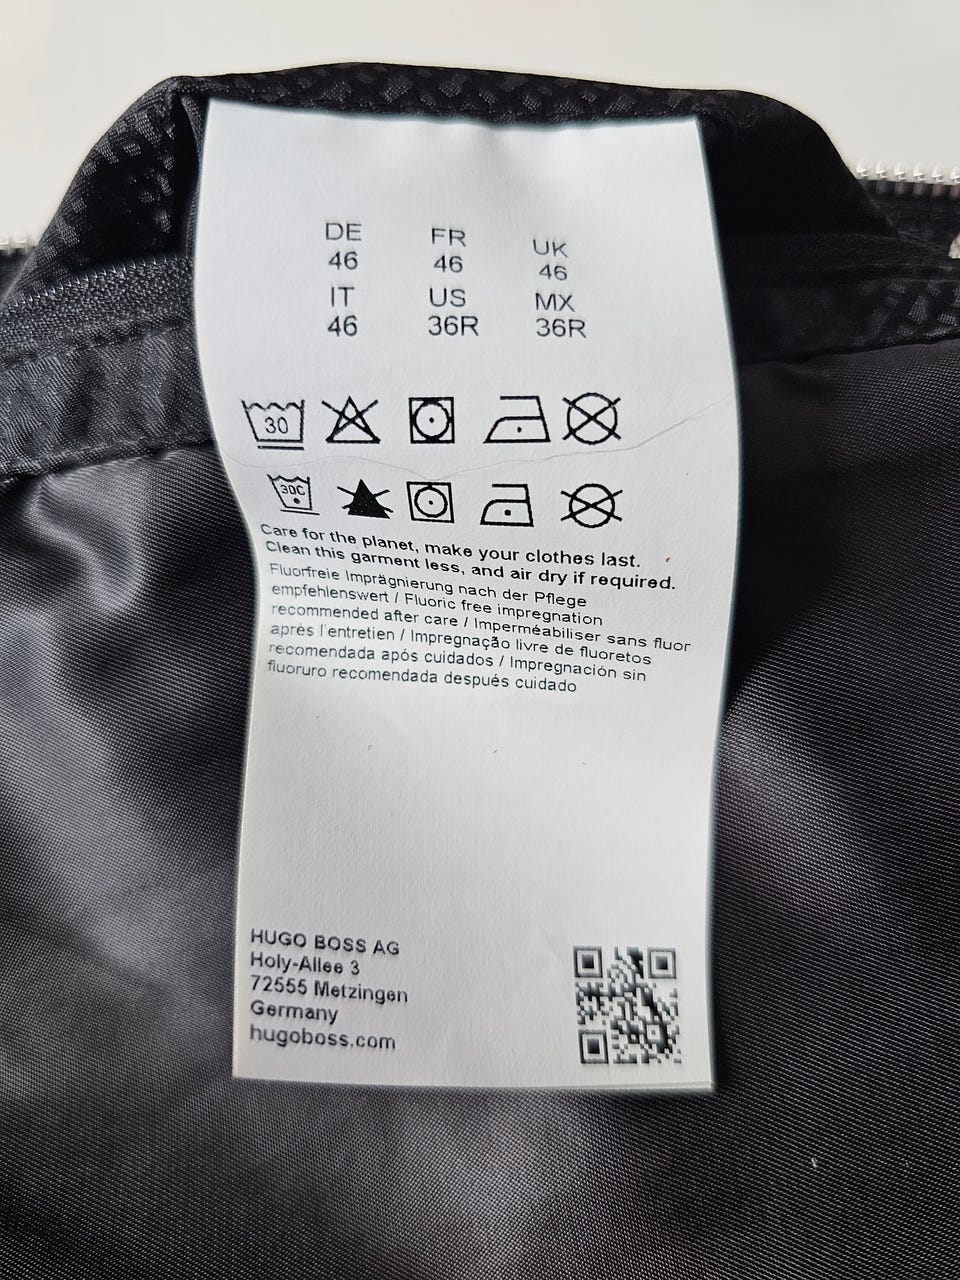 DE FR UK
46 46 46
IT US MX
46 36R 36R
30
30C
Care for the planet, make your clothes last.
Clean this garment less, and air dry if required.
Fluorfreie Imprägnierung nach der Pflege
empfehlenswert / Fluoric free impregnation
recommended after care / Imperméabiliser sans fluor
après l'entretien / Impregnação livre de fluoretos
recomendada após cuidados / Impregnación sin
fluoruro recomendada después cuidado
HUGO BOSS AG
Holy-Allee 3
72555 Metzingen
Germany
hugoboss.com